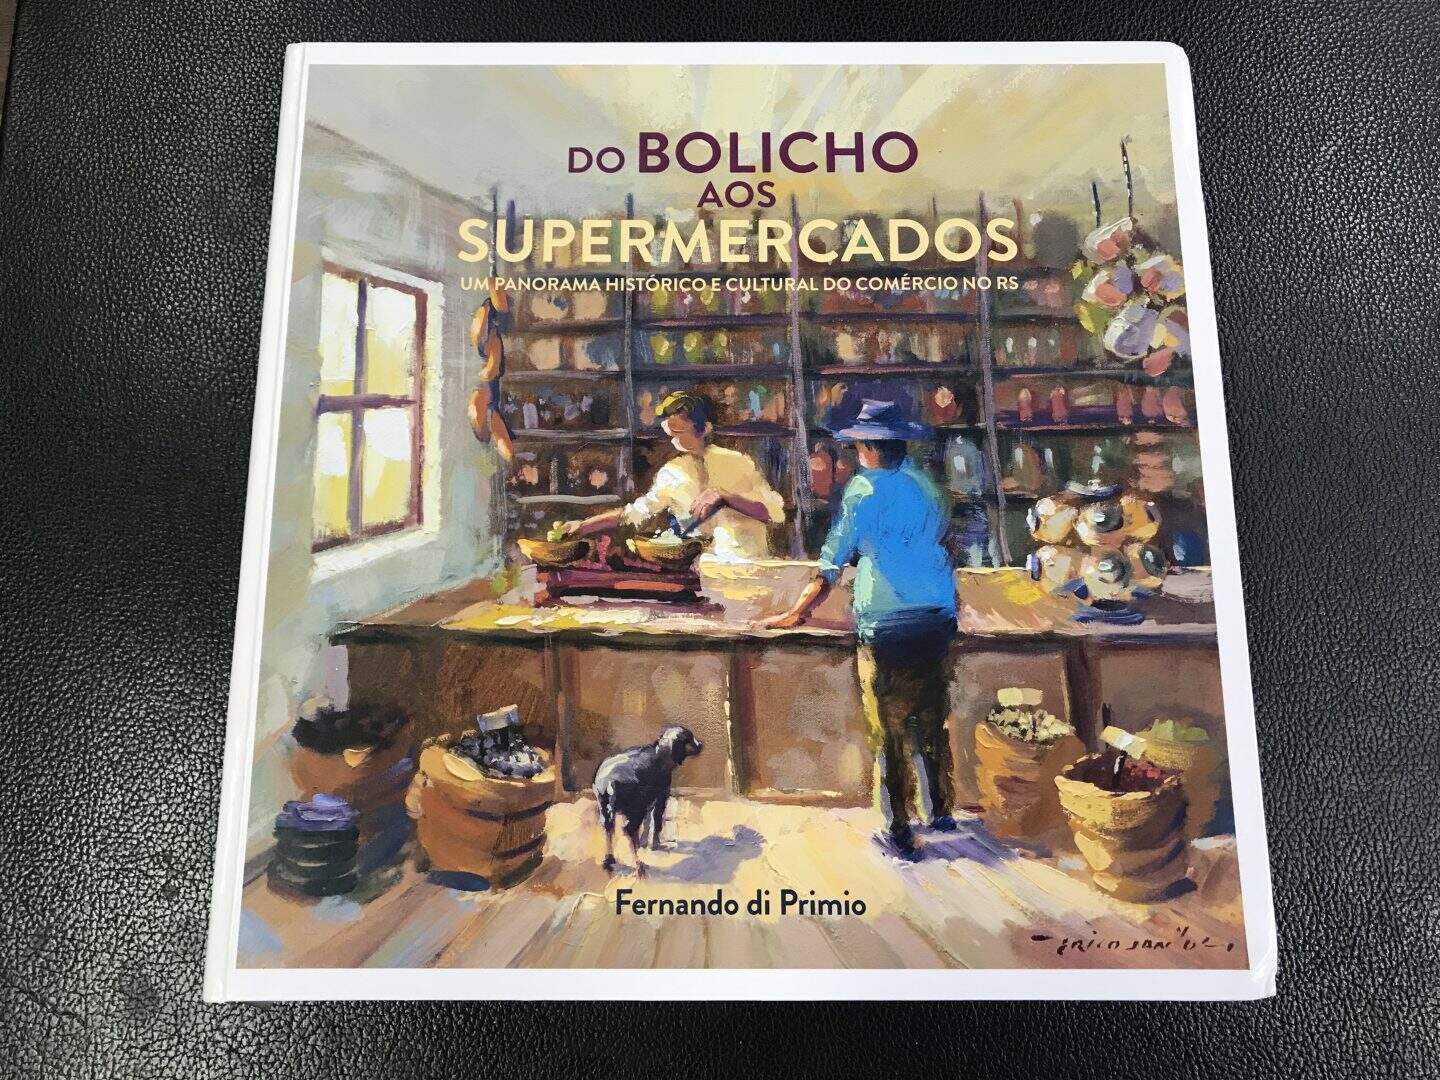 DO BOLICHO
AOS
SUPERMERCADOS
UM PANORAMA HISTÓRICO E CULTURAL DO COMÉRCIO NO RS
Fernando di Primio